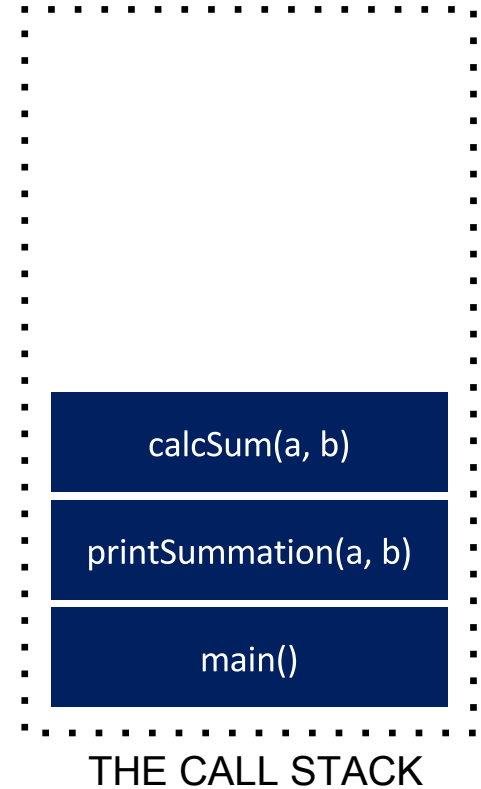 calcSum(a, b)
printSummation(a, b)
main()
THE CALL STACK